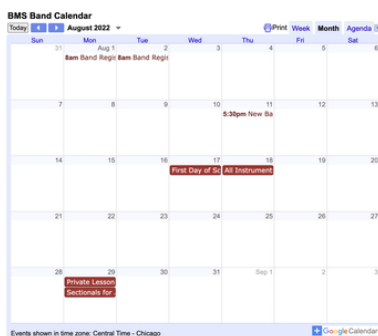 BMS Band Calendar
Today August 2022 Print Week Month Agenda
Sun Mon Tue Wed Thu Fri Sat
31 Aug 1 2 3 4 5 6
8am Band Regis 8am Band Regis
7 8 9 10 11 12 13
5:30pm New Ba
14 15 16 17 18 19 20
First Day of Sc All Instrument
21 22 23 24 25 26 27
28 29 30 31 Sep 1 2 3
Private Lesson
Sectionals for
Events shown in time zone: Central Time - Chicago
Google Calendar